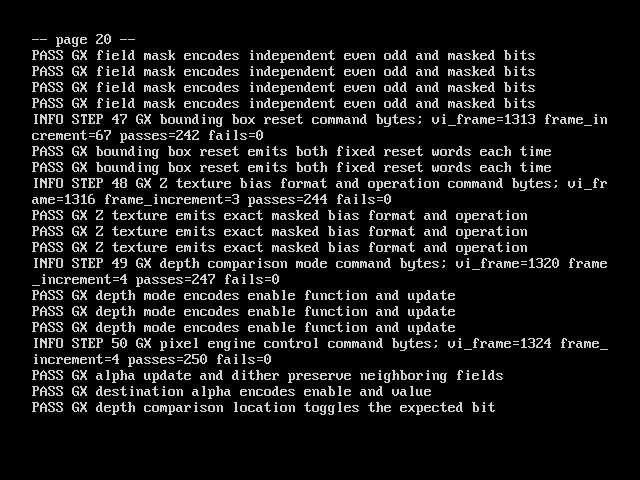 -- page 20 --
PASS GX field mask encodes independent even odd and masked bits
PASS GX field mask encodes independent even odd and masked bits
PASS GX field mask encodes independent even odd and masked bits
PASS GX field mask encodes independent even odd and masked bits
INFO STEP 47 GX bounding box reset command bytes; vi_frame=1313 frame_in
crement=67 passes=242 fails=0
PASS GX bounding box reset emits both fixed reset words each time
PASS GX bounding box reset emits both fixed reset words each time
INFO STEP 48 GX Z texture bias format and operation command bytes; vi_fr
ame=1316 frame_increment=3 passes=244 fails=0
PASS GX Z texture emits exact masked bias format and operation
PASS GX Z texture emits exact masked bias format and operation
PASS GX Z texture emits exact masked bias format and operation
INFO STEP 49 GX depth comparison mode command bytes; vi_frame=1320 frame
_increment=4 passes=247 fails=0
PASS GX depth mode encodes enable function and update
PASS GX depth mode encodes enable function and update
PASS GX depth mode encodes enable function and update
INFO STEP 50 GX pixel engine control command bytes; vi_frame=1324 frame_
increment=4 passes=250 fails=0
PASS GX alpha update and dither preserve neighboring fields
PASS GX destination alpha encodes enable and value
PASS GX depth comparison location toggles the expected bit